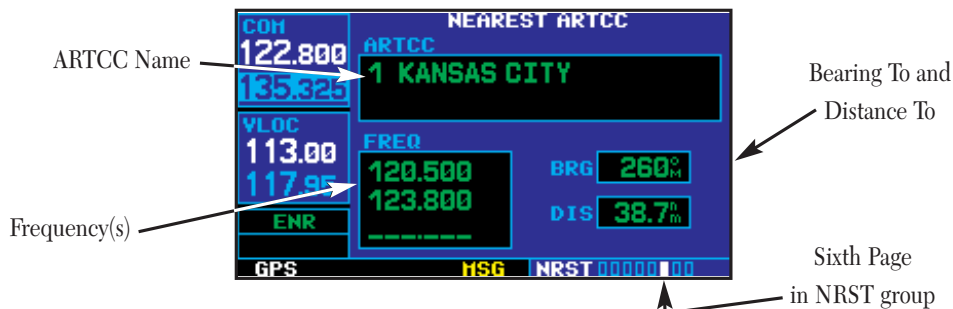 NEAREST ARTCC
COM
122.800
135.325
ARTCC
1 KANSAS CITY
VLOC
113.00
117.95
FREQ
120.500
123.800
___.___
BRG 260°M
DIS 38.7nm
ENR
GPS
MSG
NRST
ARTCC Name
Frequency(s)
Bearing To and
Distance To
Sixth Page
in NRST group